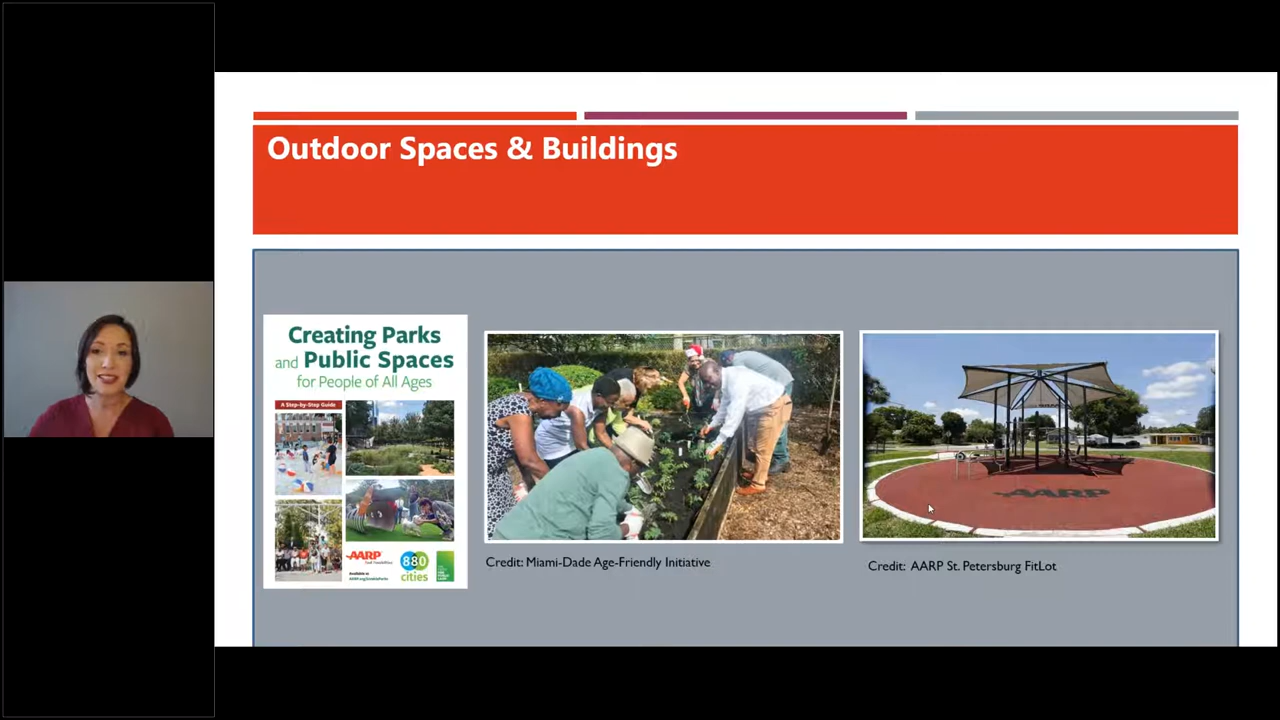 Outdoor Spaces & Buildings
Creating Parks
and Public Spaces
for People of All Ages
A Step-by-Step Guide
AARP
880
cities
AARP
Credit: Miami-Dade Age-Friendly Initiative
Credit: AARP St. Petersburg FitLot